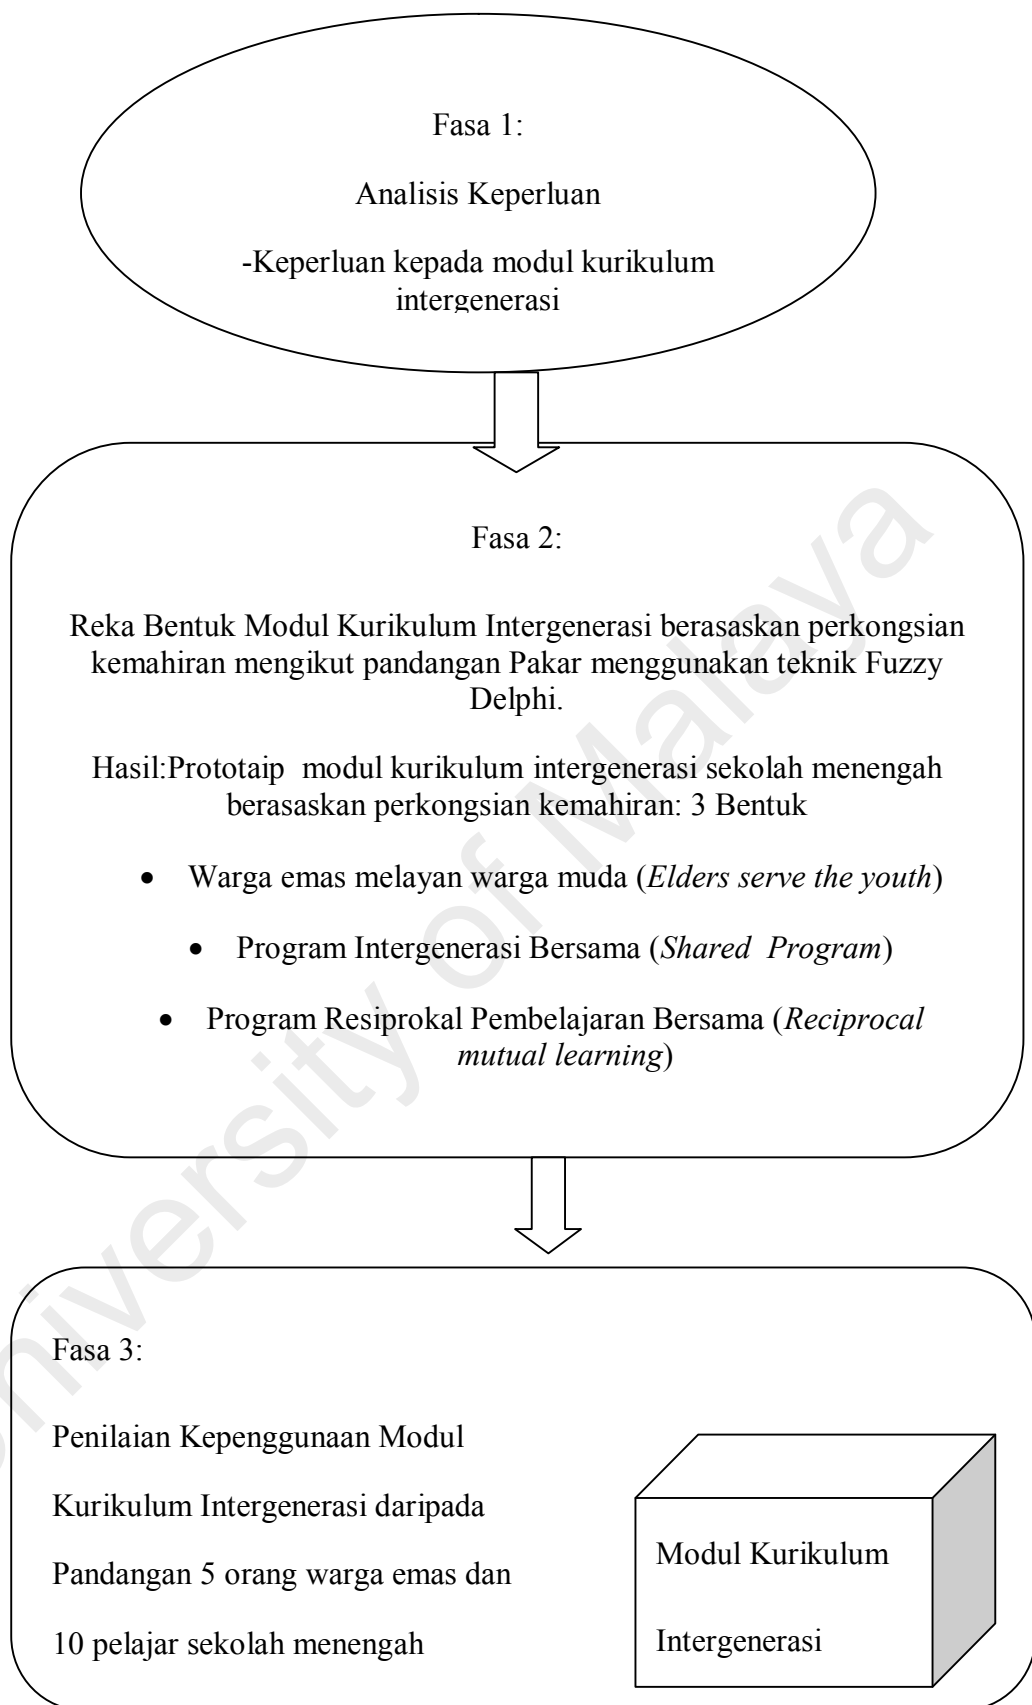 Fasa 1:
Analisis Keperluan
-Keperluan kepada modul kurikulum
intergenerasi
Fasa 2:
Reka Bentuk Modul Kurikulum Intergenerasi berasaskan perkongsian
kemahiran mengikut pandangan Pakar menggunakan teknik Fuzzy
Delphi.
Hasil:Prototaip modul kurikulum intergenerasi sekolah menengah
berasaskan perkongsian kemahiran: 3 Bentuk
• Warga emas melayan warga muda (Elders serve the youth)
• Program Intergenerasi Bersama (Shared Program)
• Program Resiprokal Pembelajaran Bersama (Reciprocal
mutual learning)
Fasa 3:
Penilaian Kepenggunaan Modul
Kurikulum Intergenerasi daripada
Pandangan 5 orang warga emas dan
10 pelajar sekolah menengah
Modul Kurikulum
Intergenerasi
University of Malaya